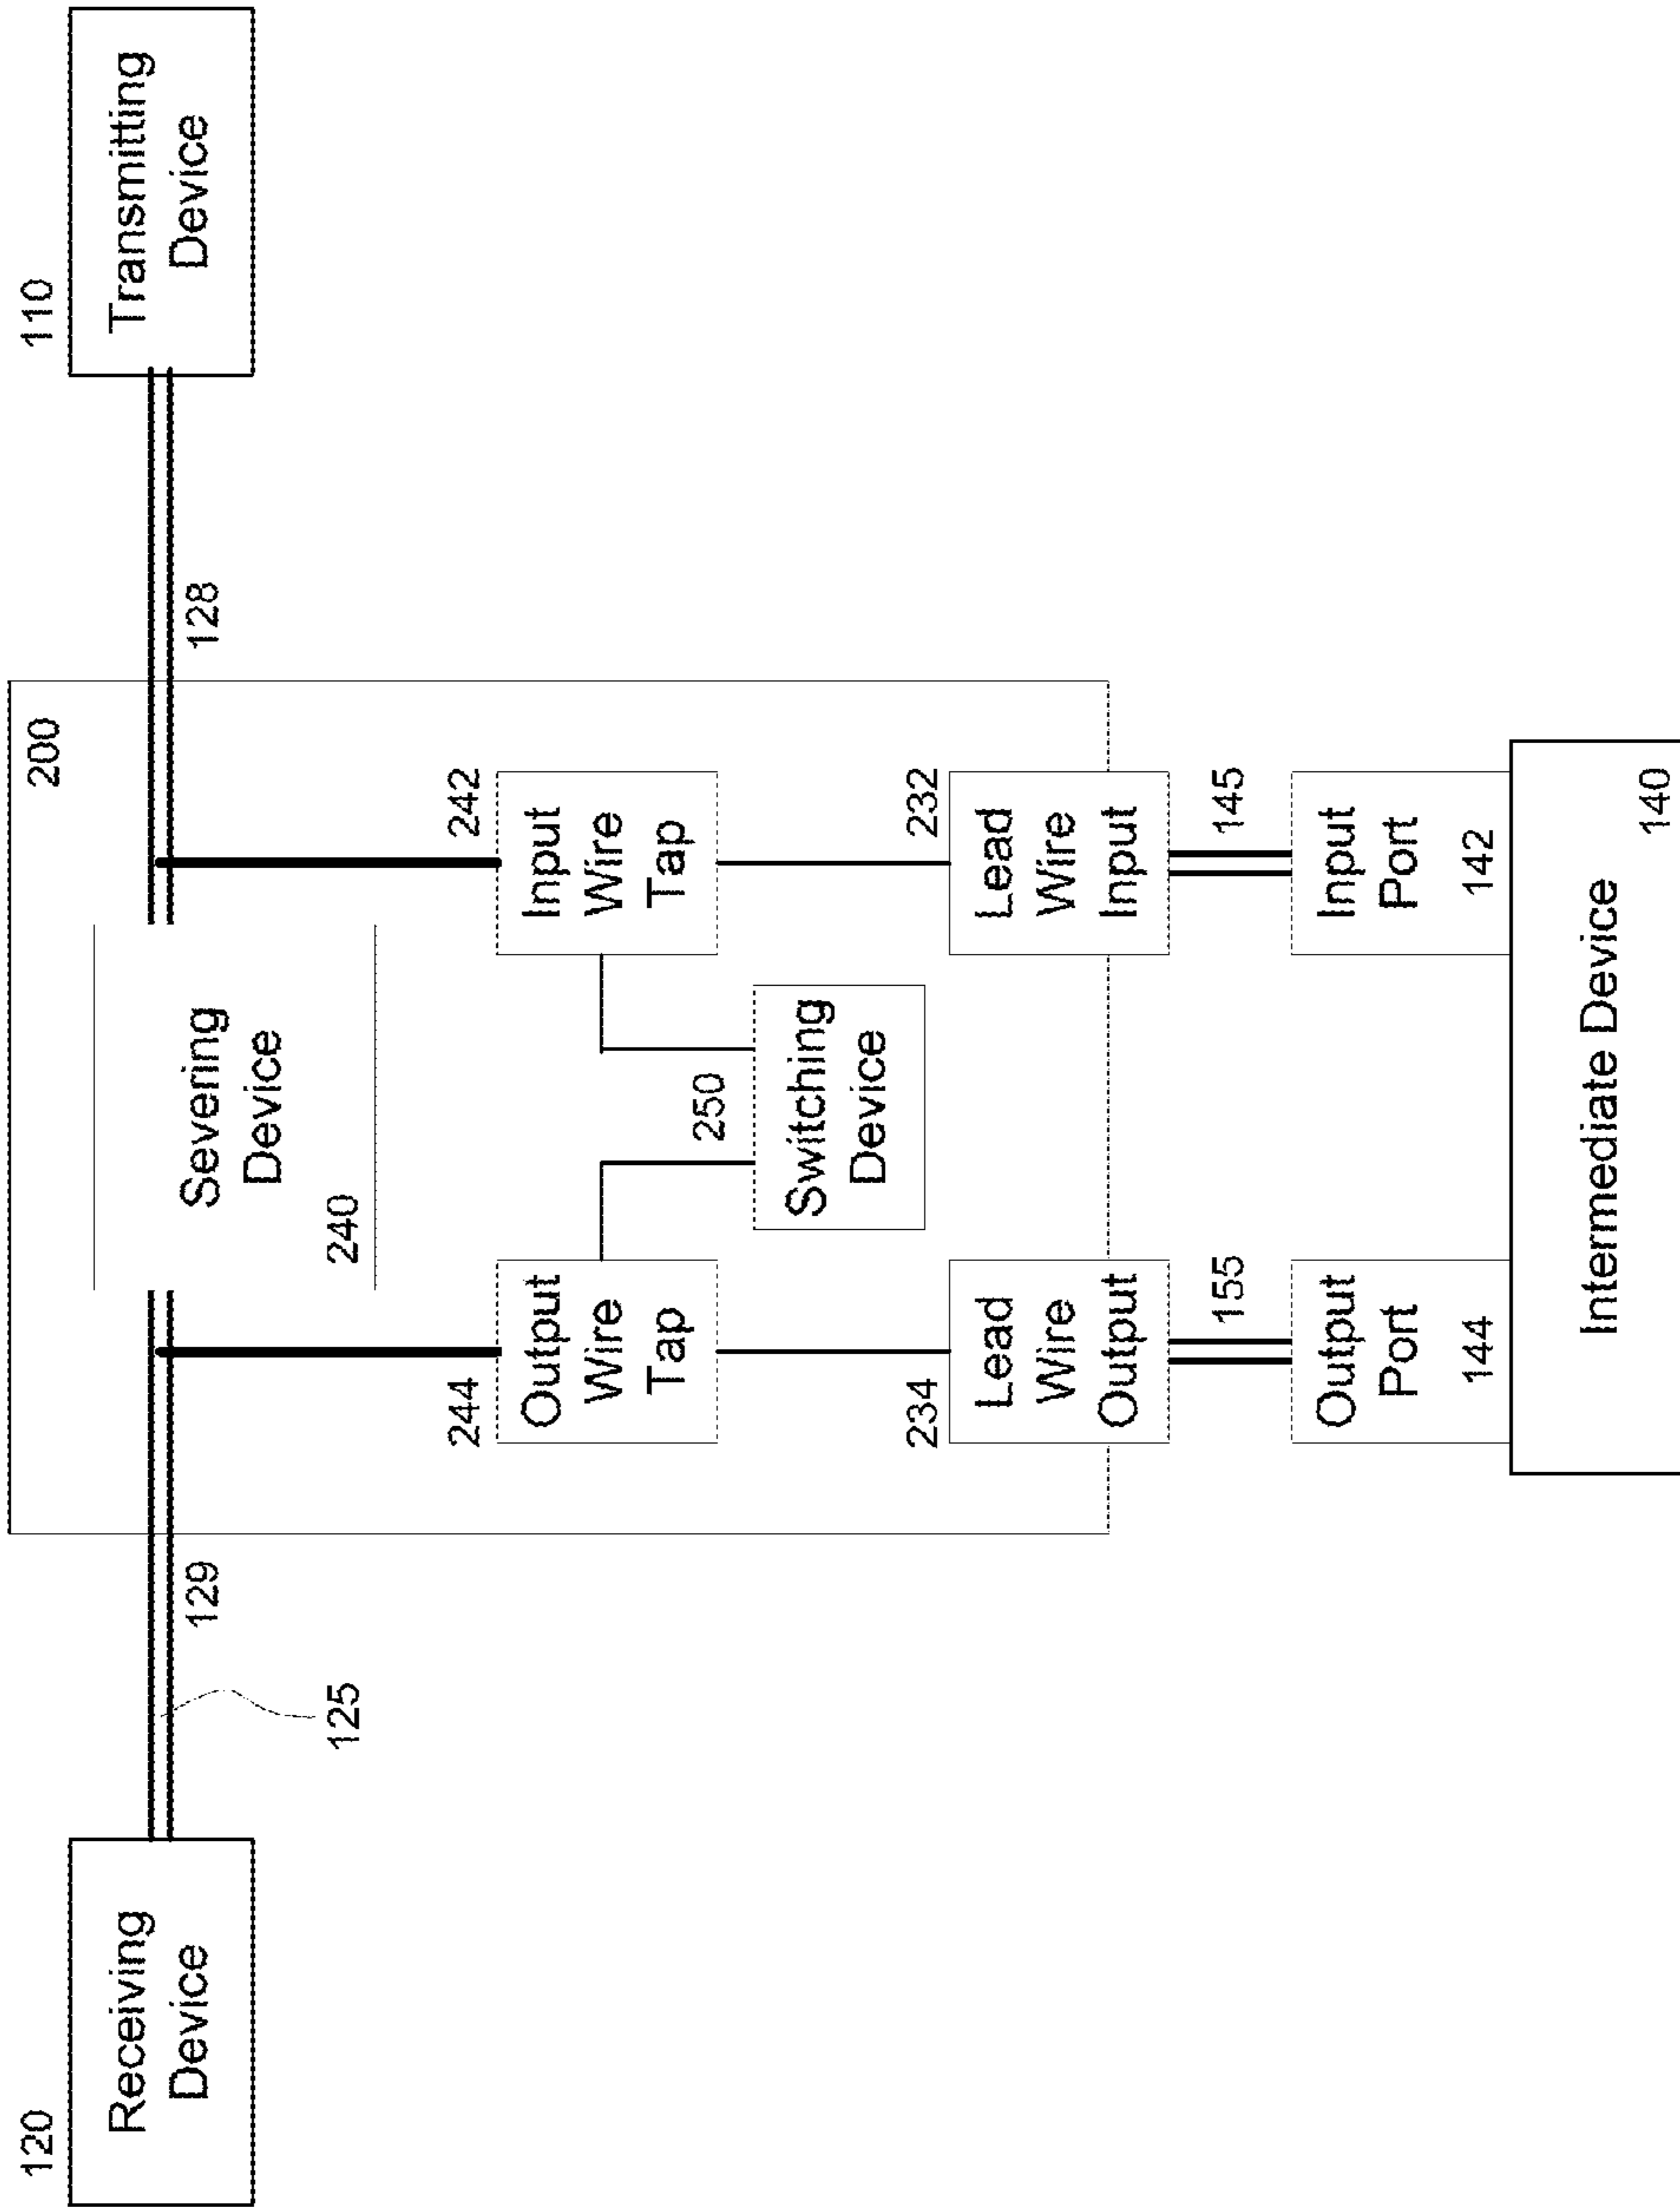 120
Receiving
Device
125
129
200
Severing
Device
240
128
110
Transmitting
Device
244
Output
Wire
Tap
242
Input
Wire
Tap
250
Switching
Device
234
Lead
Wire
Output
232
Lead
Wire
Input
155
145
Output
Port
144
Input
Port
142
Intermediate Device
140